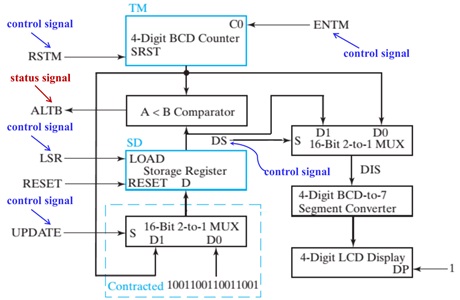 TM
control signal
C0
ENTM
4-Digit BCD Counter
RSTM
SRST
control signal
status signal
ALTB
A < B Comparator
control signal
SD
DS
D1 D0
S 16-Bit 2-to-1 MUX
LSR
LOAD
Storage Register
control signal
DIS
RESET
RESET D
control signal
4-Digit BCD-to-7
Segment Converter
16-Bit 2-to-1 MUX
UPDATE
S
D1 D0
4-Digit LCD Display
DP
1
Contracted
1001100110011001